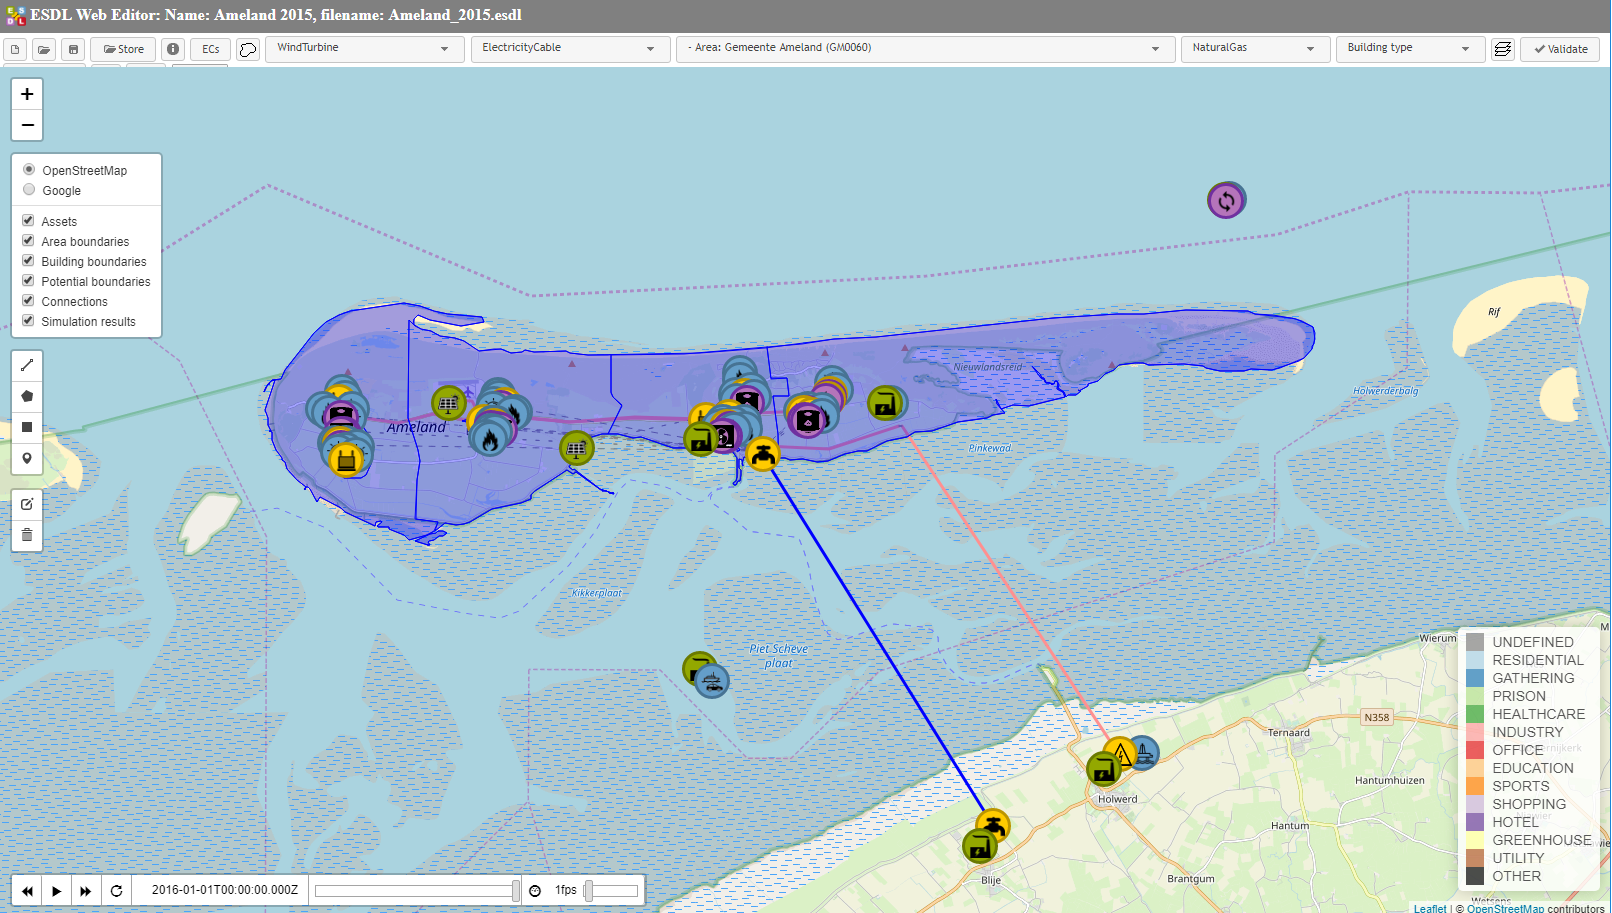 ESDL Web Editor: Name: Ameland 2015, filename: Ameland_2015.esdl
Store
ECs
WindTurbine
ElectricityCable
- Area: Gemeente Ameland (GM0060)
NaturalGas
Building type
Validate
+
−
OpenStreetMap
Google
Assets
Area boundaries
Building boundaries
Potential boundaries
Connections
Simulation results
Rif
Nieuwlandsreid
Holwerderbalg
Ameland
Pinkewad
Kikkerplaat
Piet Scheve
plaat
Wierum
N358
Ternaard
Hantumhuizen
Holwerd
Hantum
Blije
Brantgum
UNDEFINED
RESIDENTIAL
GATHERING
PRISON
HEALTHCARE
INDUSTRY
OFFICE
EDUCATION
SPORTS
SHOPPING
HOTEL
GREENHOUSE
UTILITY
OTHER
2016-01-01T00:00:00.000Z
1fps
Leaflet | © OpenStreetMap contributors